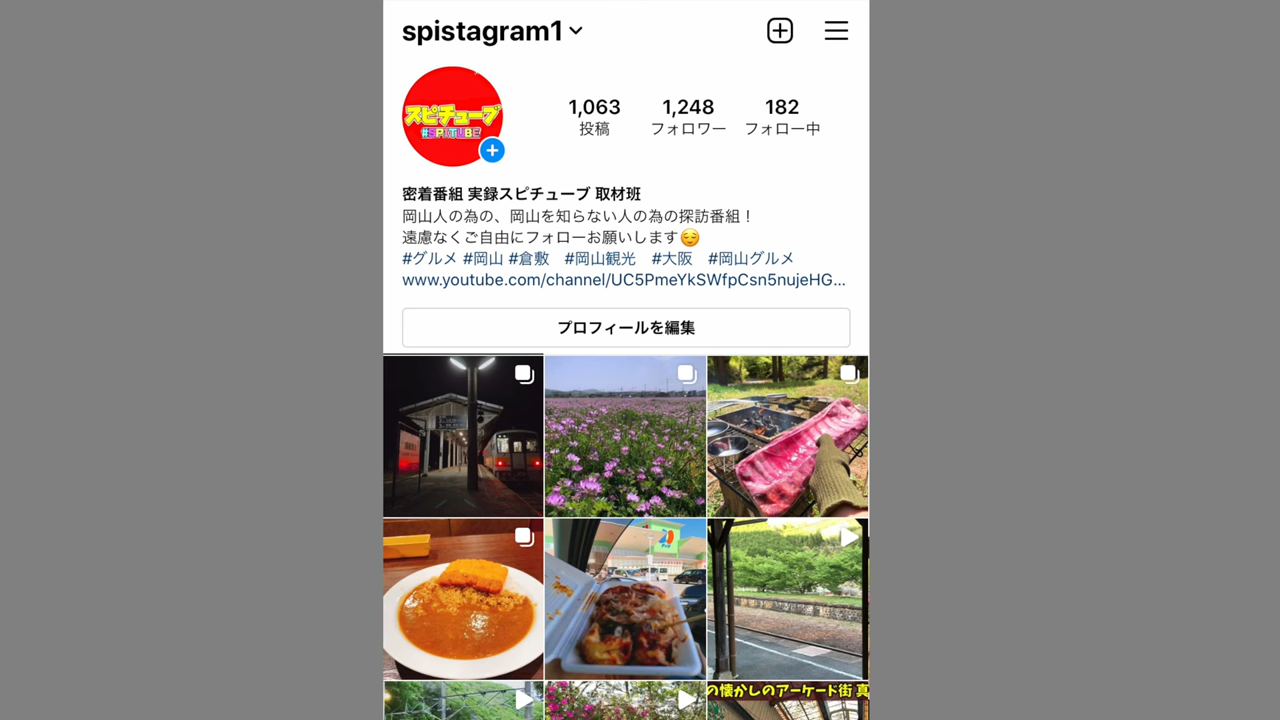 spistagram1
スピチューブ
#SPITUBE
1,063 1,248 182
投稿 フォロワー フォロー中
密着番組 実録スピチューブ 取材班
岡山人の為の、岡山を知らない人の為の探訪番組！
遠慮なくご自由にフォローお願いします😌
#グルメ #岡山 #倉敷 #岡山観光 #大阪 #岡山グルメ
www.youtube.com/channel/UC5PmeYkSWfpCsn5nujeHG...
プロフィールを編集
の懐かしのアーケード街 真